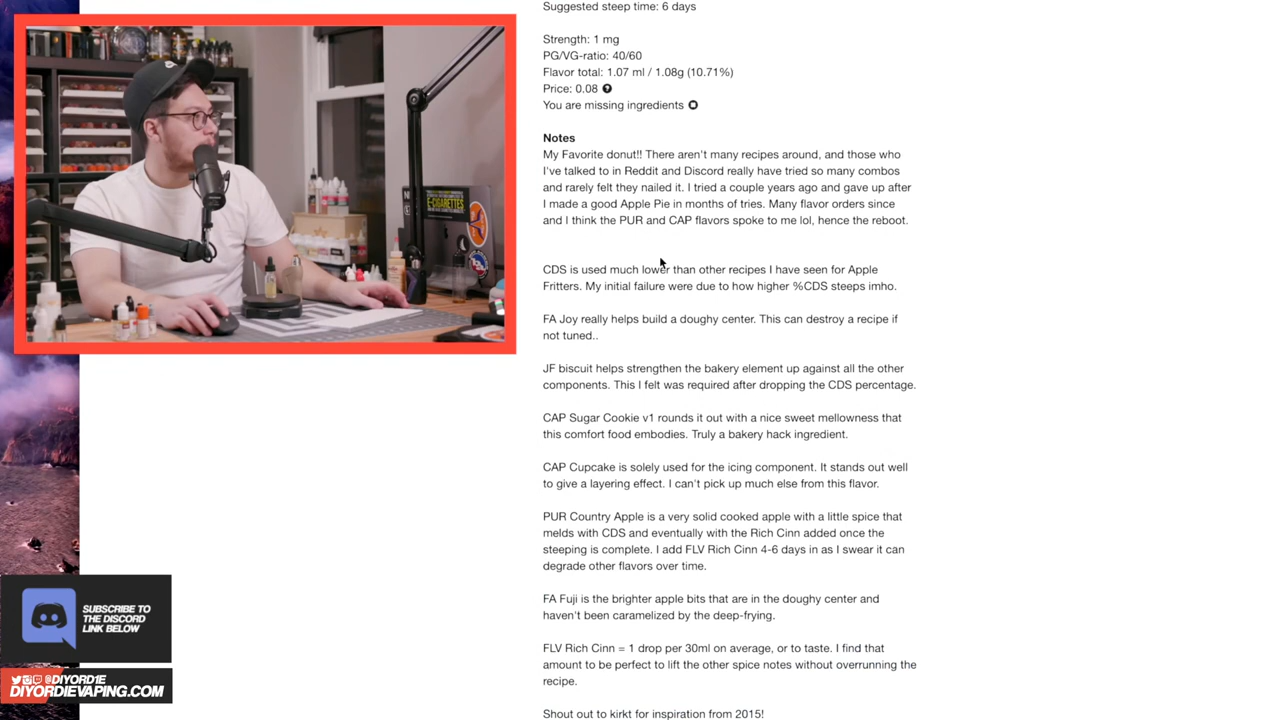 Suggested steep time: 6 days
Strength: 1 mg
PG/VG-ratio: 40/60
Flavor total: 1.07 ml / 1.08g (10.71%)
Price: 0.08
You are missing ingredients
Notes
My Favorite donut!! There aren't many recipes around, and those who
I've talked to in Reddit and Discord really have tried so many combos
and rarely felt they nailed it. I tried a couple years ago and gave up after
I made a good Apple Pie in months of tries. Many flavor orders since
and I think the PUR and CAP flavors spoke to me lol, hence the reboot.
CDS is used much lower than other recipes I have seen for Apple
Fritters. My initial failure were due to how higher %CDS steeps imho.
FA Joy really helps build a doughy center. This can destroy a recipe if
not tuned..
JF biscuit helps strengthen the bakery element up against all the other
components. This I felt was required after dropping the CDS percentage.
CAP Sugar Cookie v1 rounds it out with a nice sweet mellowness that
this comfort food embodies. Truly a bakery hack ingredient.
CAP Cupcake is solely used for the icing component. It stands out well
to give a layering effect. I can't pick up much else from this flavor.
PUR Country Apple is a very solid cooked apple with a little spice that
melds with CDS and eventually with the Rich Cinn added once the
steeping is complete. I add FLV Rich Cinn 4-6 days in as I swear it can
degrade other flavors over time.
FA Fuji is the brighter apple bits that are in the doughy center and
haven't been caramelized by the deep-frying.
FLV Rich Cinn = 1 drop per 30ml on average, or to taste. I find that
amount to be perfect to lift the other spice notes without overrunning the
recipe.
Shout out to kirkt for inspiration from 2015!
E-CIGARETTES
SUBSCRIBE TO
THE DISCORD
LINK BELOW
@DIYORD1E
DIYORDIEVAPING.COM